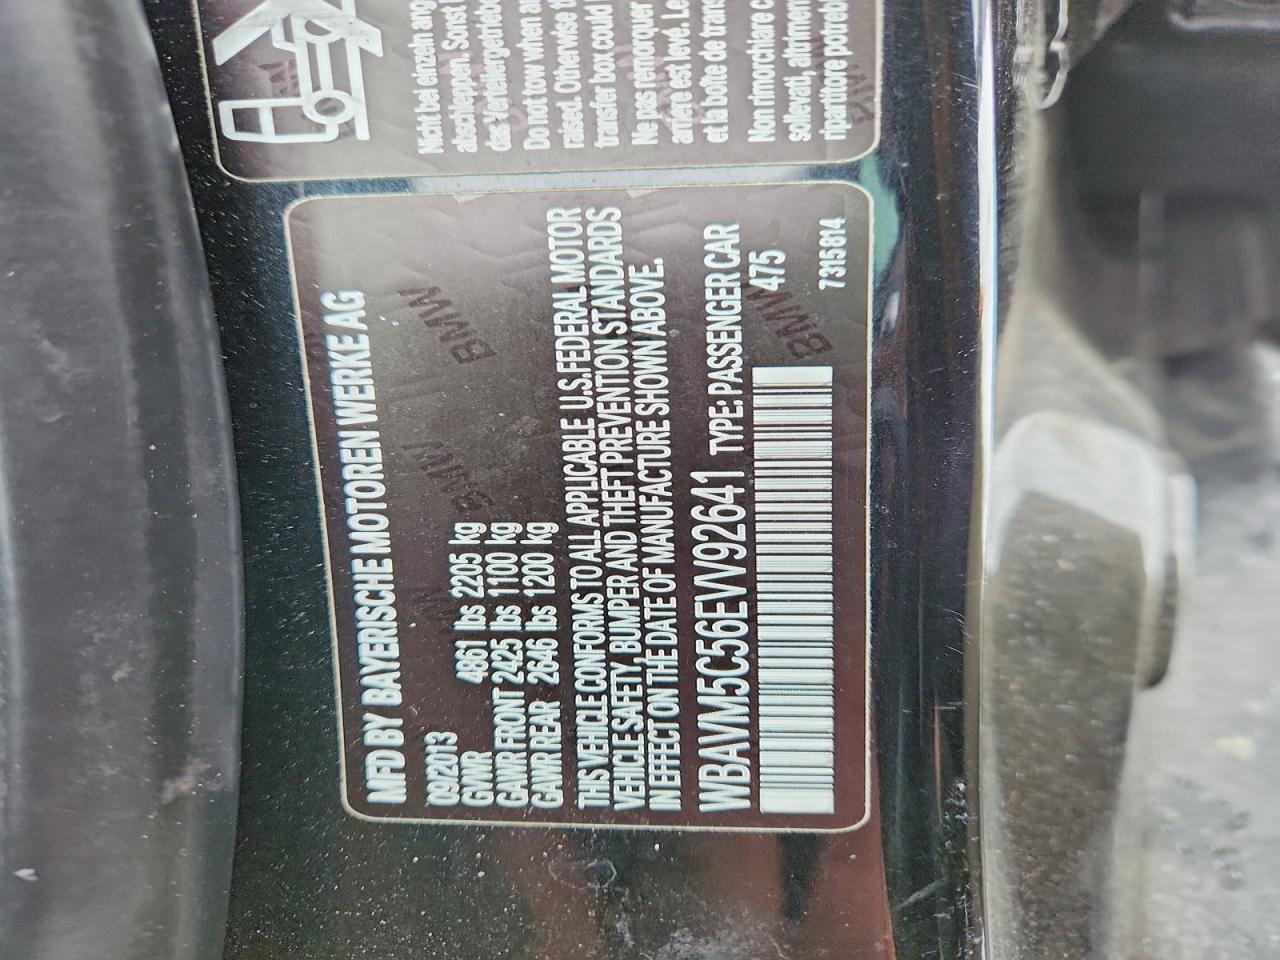 Nicht bei einzeln ang
abschleppen. Sonst
das Verteilergetriebe
Do not tow when a
raised. Otherwise th
transfer box could
Ne pas remorquer
arrière est levé. Le
et la boîte de trans
Non rimorchiare c
sollevati, altrimen
ripartitore potreb
MFD BY BAYERISCHE MOTOREN WERKE AG
09/2013
GVWR 4861 lbs 2205 kg
GAWR FRONT 2425 lbs 1100 kg
GAWR REAR 2646 lbs 1200 kg
THIS VEHICLE CONFORMS TO ALL APPLICABLE U.S. FEDERAL MOTOR
VEHICLE SAFETY, BUMPER AND THEFT PREVENTION STANDARDS
IN EFFECT ON THE DATE OF MANUFACTURE SHOWN ABOVE.
WBAVM5C56EVV92641 TYPE: PASSENGER CAR
475
7315814
BMW
BMW
BMW
BMW